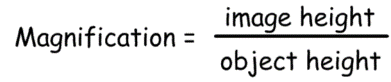 image height
Magnification =
object height